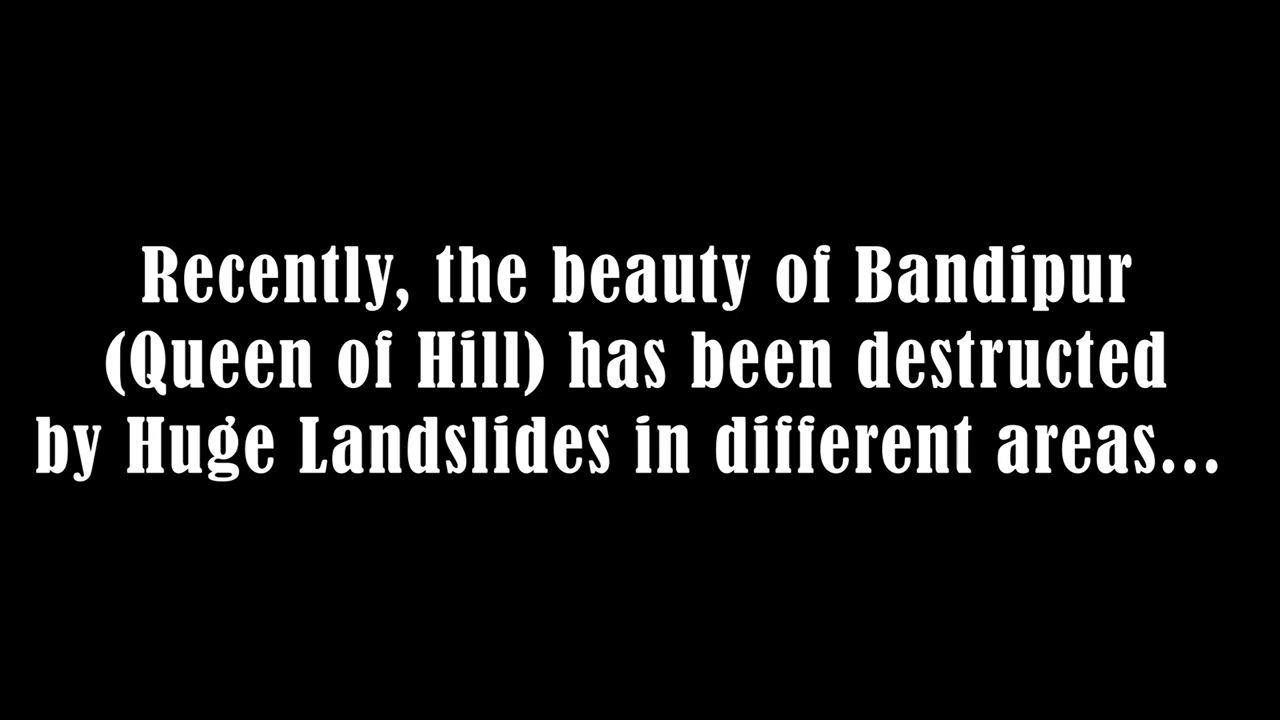 Recently, the beauty of Bandipur
(Queen of Hill) has been destructed
by Huge Landslides in different areas...